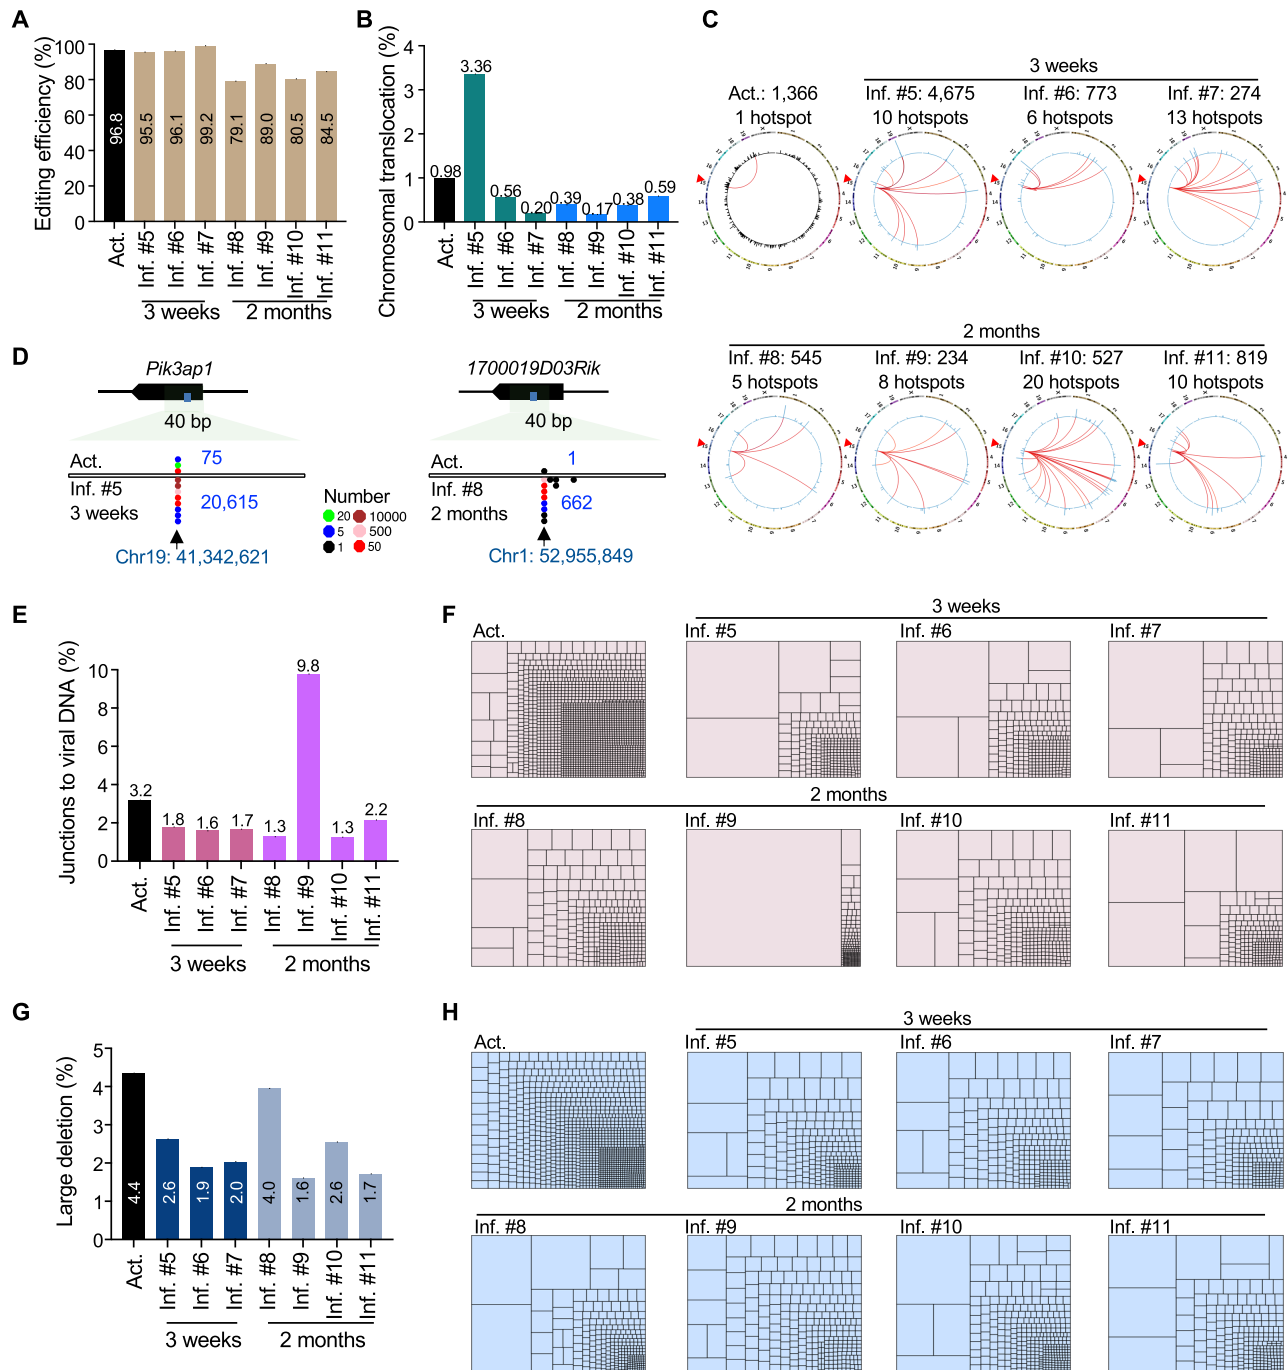 A
Editing efficiency (%)
100
80
60
40
20
0
96.8
95.5
96.1
99.2
79.1
89.0
80.5
84.5
Act.
Inf. #5
Inf. #6
Inf. #7
Inf. #8
Inf. #9
Inf. #10
Inf. #11
3 weeks
2 months
B
Chromosomal translocation (%)
4
3
2
1
0
0.98
3.36
0.56
0.20
0.39
0.17
0.38
0.59
Act.
Inf. #5
Inf. #6
Inf. #7
Inf. #8
Inf. #9
Inf. #10
Inf. #11
3 weeks
2 months
C
3 weeks
Act.: 1,366
1 hotspot
Inf. #5: 4,675
10 hotspots
Inf. #6: 773
6 hotspots
Inf. #7: 274
13 hotspots
2 months
Inf. #8: 545
5 hotspots
Inf. #9: 234
8 hotspots
Inf. #10: 527
20 hotspots
Inf. #11: 819
10 hotspots
D
Pik3ap1
40 bp
Act.
75
Inf. #5
3 weeks
20,615
Chr19: 41,342,621
Number
20
10000
5
500
1
50
1700019D03Rik
40 bp
Act.
1
Inf. #8
2 months
662
Chr1: 52,955,849
E
Junctions to viral DNA (%)
10
8
6
4
2
0
3.2
1.8
1.6
1.7
1.3
9.8
1.3
2.2
Act.
Inf. #5
Inf. #6
Inf. #7
Inf. #8
Inf. #9
Inf. #10
Inf. #11
3 weeks
2 months
F
3 weeks
Act.
Inf. #5
Inf. #6
Inf. #7
2 months
Inf. #8
Inf. #9
Inf. #10
Inf. #11
G
Large deletion (%)
5
4
3
2
1
0
4.4
2.6
1.9
2.0
4.0
1.6
2.6
1.7
Act.
Inf. #5
Inf. #6
Inf. #7
Inf. #8
Inf. #9
Inf. #10
Inf. #11
3 weeks
2 months
H
3 weeks
Act.
Inf. #5
Inf. #6
Inf. #7
2 months
Inf. #8
Inf. #9
Inf. #10
Inf. #11